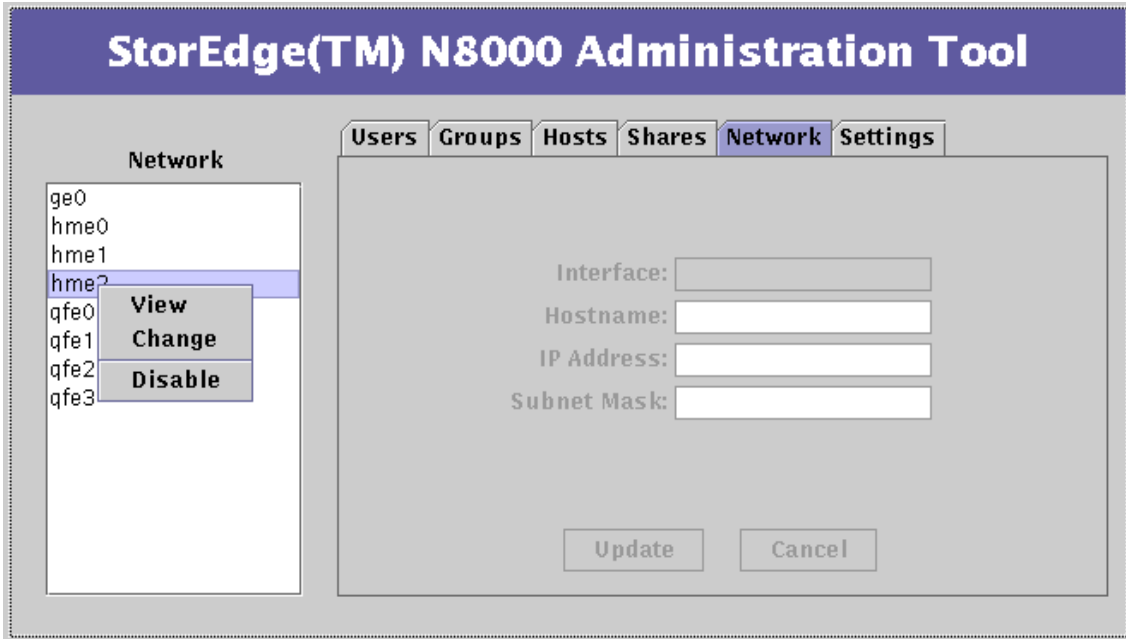 StorEdge(TM) N8000 Administration Tool
Users Groups Hosts Shares Network Settings
Network
ge0
hme0
hme1
hme2
qfe0
qfe1
qfe2
qfe3
View
Change
Disable
Interface:
Hostname:
IP Address:
Subnet Mask:
Update Cancel